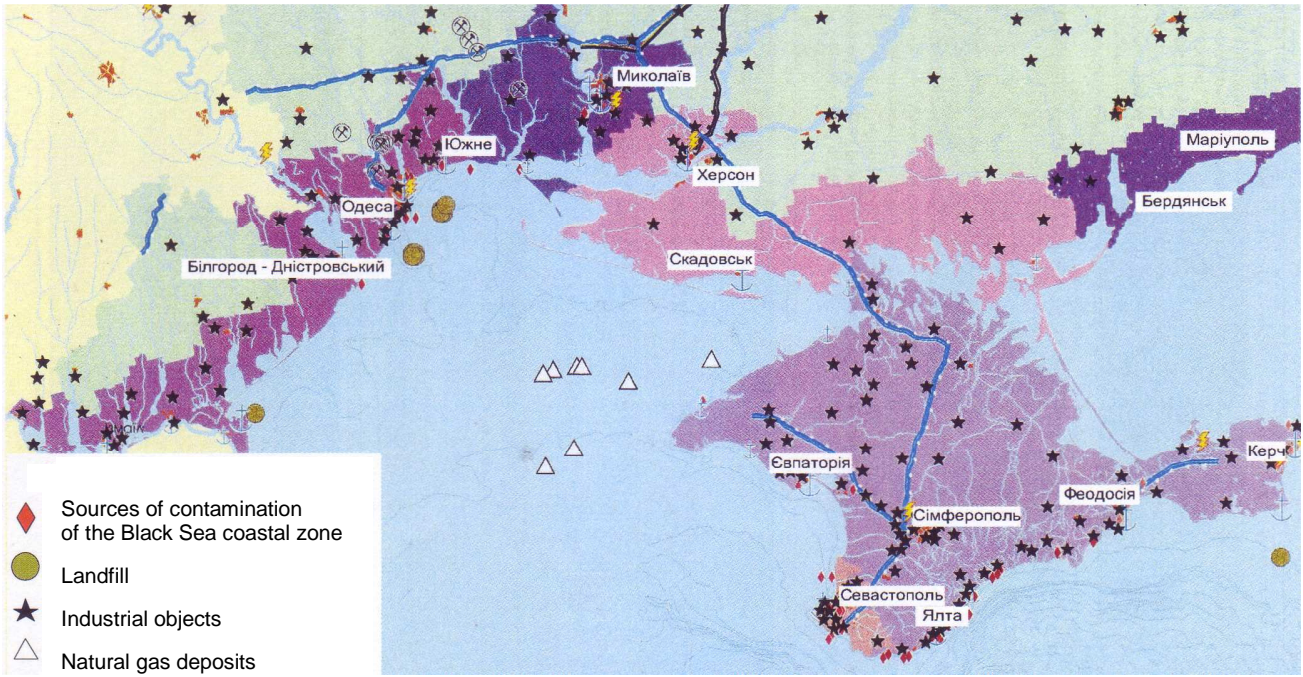 Миколаїв
Южне
Маріуполь
Херсон
Бердянськ
Одеса
Скадовськ
Білгород - Дністровський
Євпаторія
Керч
Феодосія
Сімферополь
Севастополь
Ялта
Sources of contamination
of the Black Sea coastal zone
Landfill
Industrial objects
Natural gas deposits